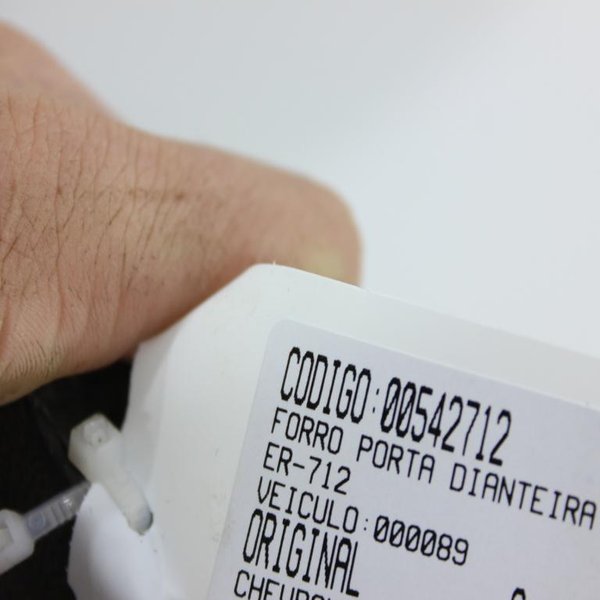 CODIGO:00542712
FORRO PORTA DIANTEIRA
ER-712
VEICULO:000089
ORIGINAL